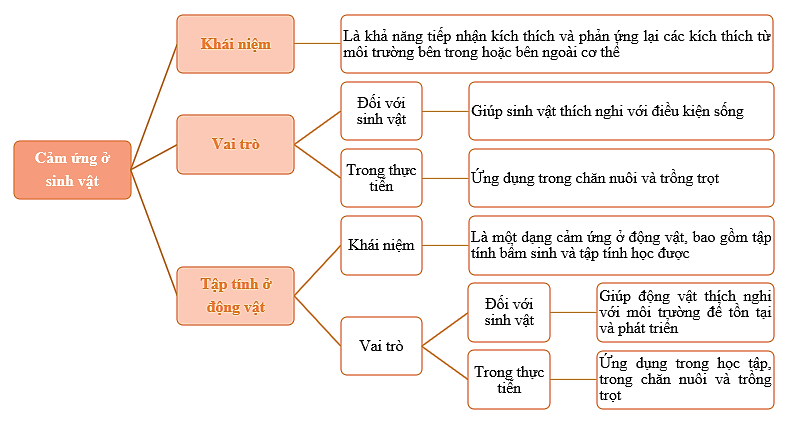 Cảm ứng ở
sinh vật
Khái niệm
Là khả năng tiếp nhận kích thích và phản ứng lại các kích thích từ
môi trường bên trong hoặc bên ngoài cơ thể
Vai trò
Đối với
sinh vật
Giúp sinh vật thích nghi với điều kiện sống
Trong thực
tiễn
Ứng dụng trong chăn nuôi và trồng trọt
Tập tính ở
động vật
Khái niệm
Là một dạng cảm ứng ở động vật, bao gồm tập
tính bẩm sinh và tập tính học được
Vai trò
Đối với
sinh vật
Giúp động vật thích nghi
với môi trường để tồn tại
và phát triển
Trong thực
tiễn
Ứng dụng trong học tập,
trong chăn nuôi và trồng
trọt